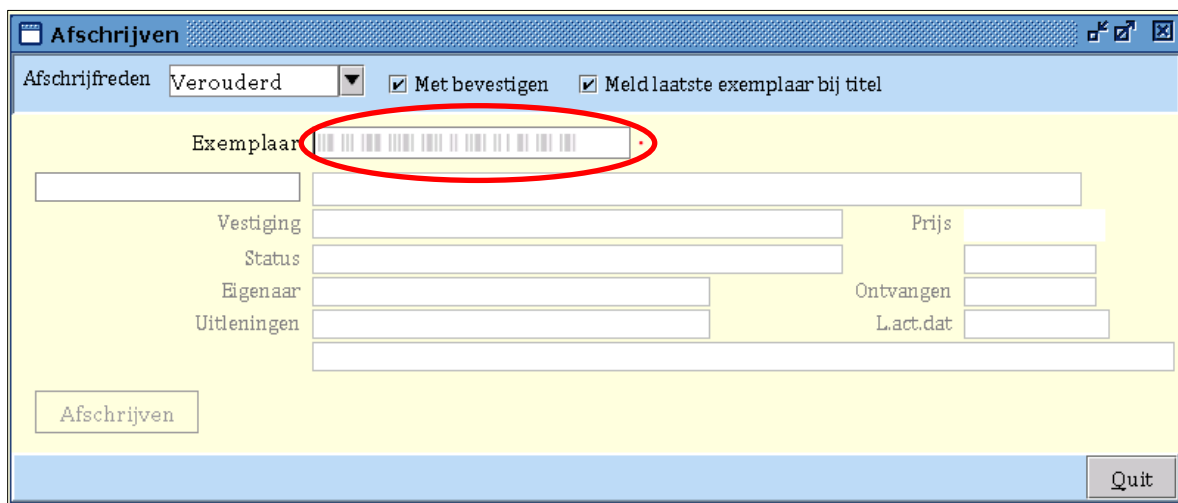 Afschrijven
Afschrijfreden Verouderd Met bevestigen Meld laatste exemplaar bij titel
Exemplaar
Vestiging Prijs
Status
Eigenaar Ontvangen
Uitleningen L.act.dat
Afschrijven
Quit